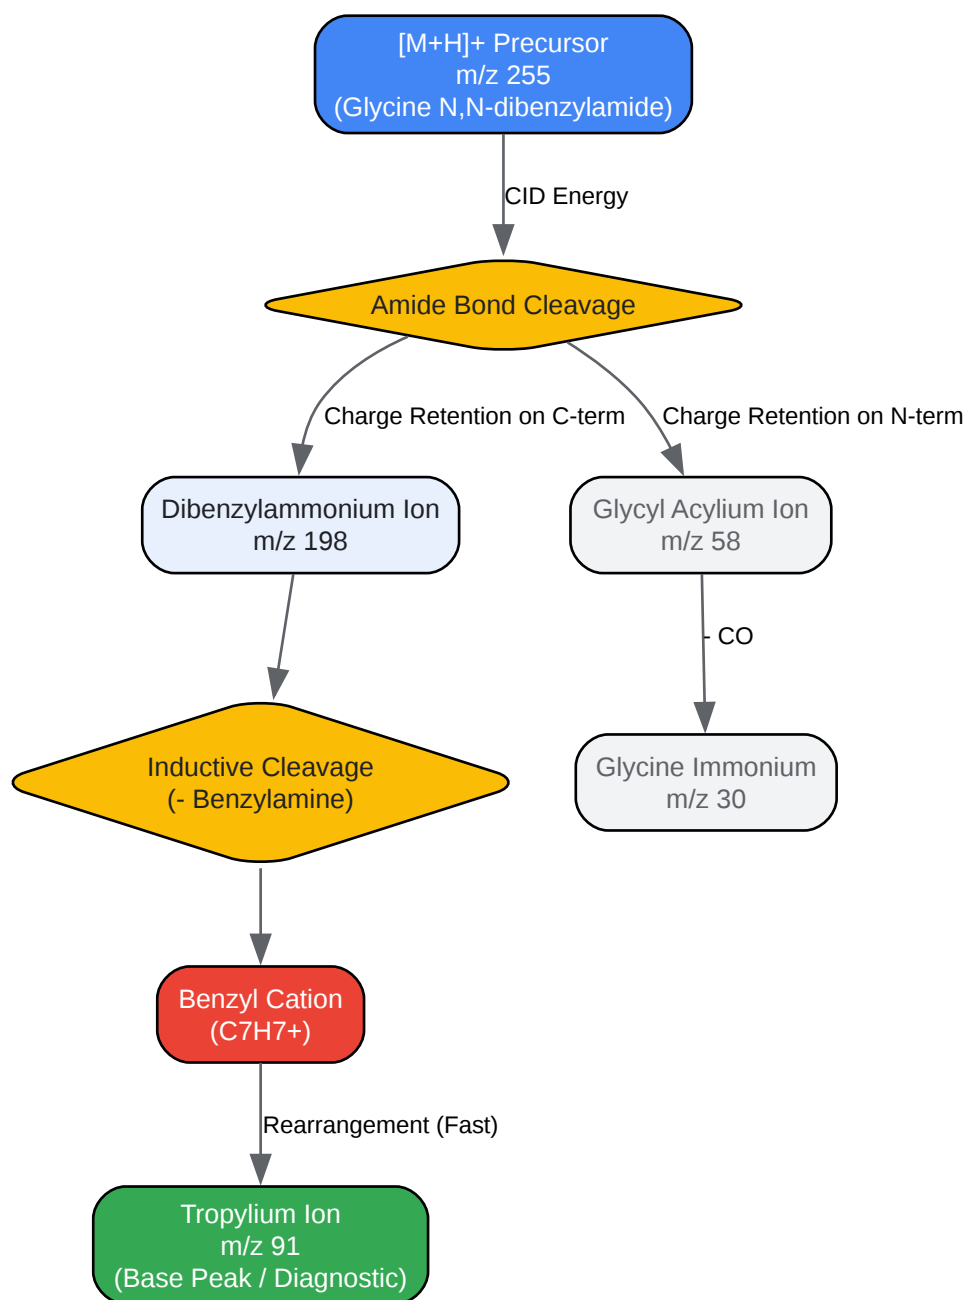 [M+H]+ Precursor
m/z 255
(Glycine N,N-dibenzylamide)
CID Energy
Amide Bond Cleavage
Charge Retention on C-term
Charge Retention on N-term
Dibenzylammonium Ion
m/z 198
Glycyl Acylium Ion
m/z 58
- CO
Inductive Cleavage
(- Benzylamine)
Glycine Immonium
m/z 30
Benzyl Cation
(C7H7+)
Rearrangement (Fast)
Tropylium Ion
m/z 91
(Base Peak / Diagnostic)